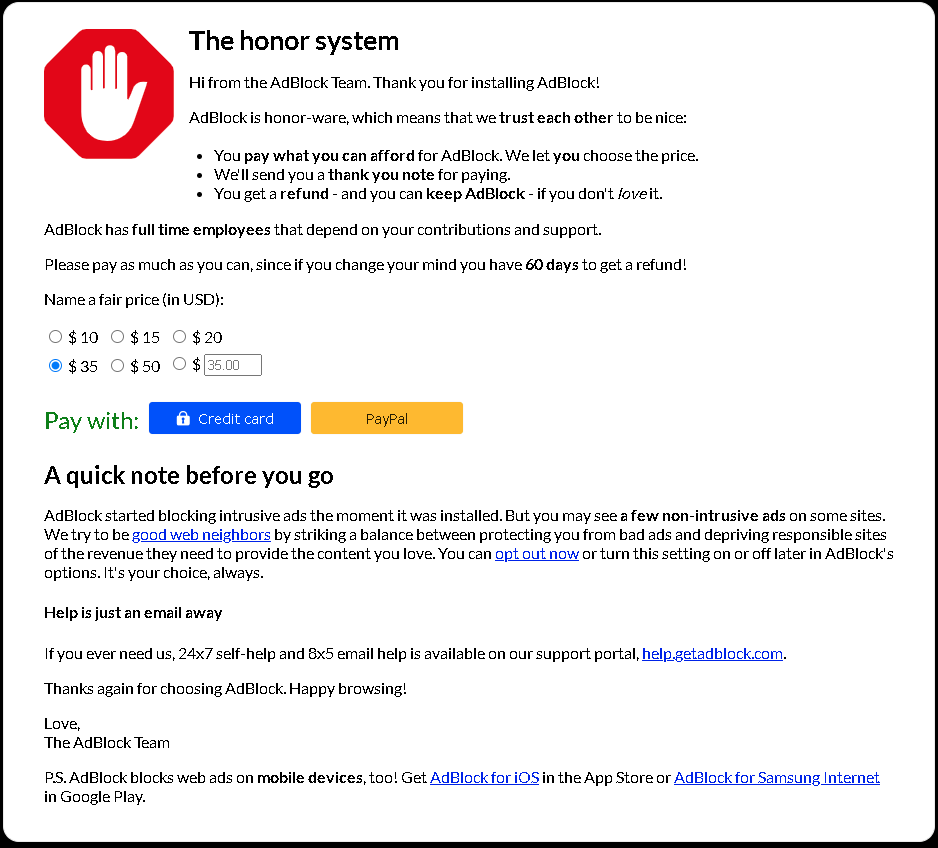 The honor system
Hi from the AdBlock Team. Thank you for installing AdBlock!
AdBlock is honor-ware, which means that we trust each other to be nice:
• You pay what you can afford for AdBlock. We let you choose the price.
• We'll send you a thank you note for paying.
• You get a refund - and you can keep AdBlock - if you don't love it.
AdBlock has full time employees that depend on your contributions and support.
Please pay as much as you can, since if you change your mind you have 60 days to get a refund!
Name a fair price (in USD):
$ 10 $ 15 $ 20
$ 35 $ 50 $ 35.00
Pay with: Credit card PayPal
A quick note before you go
AdBlock started blocking intrusive ads the moment it was installed. But you may see a few non-intrusive ads on some sites.
We try to be good web neighbors by striking a balance between protecting you from bad ads and depriving responsible sites
of the revenue they need to provide the content you love. You can opt out now or turn this setting on or off later in AdBlock's
options. It's your choice, always.
Help is just an email away
If you ever need us, 24x7 self-help and 8x5 email help is available on our support portal, help.getadblock.com.
Thanks again for choosing AdBlock. Happy browsing!
Love,
The AdBlock Team
P.S. AdBlock blocks web ads on mobile devices, too! Get AdBlock for iOS in the App Store or AdBlock for Samsung Internet
in Google Play.